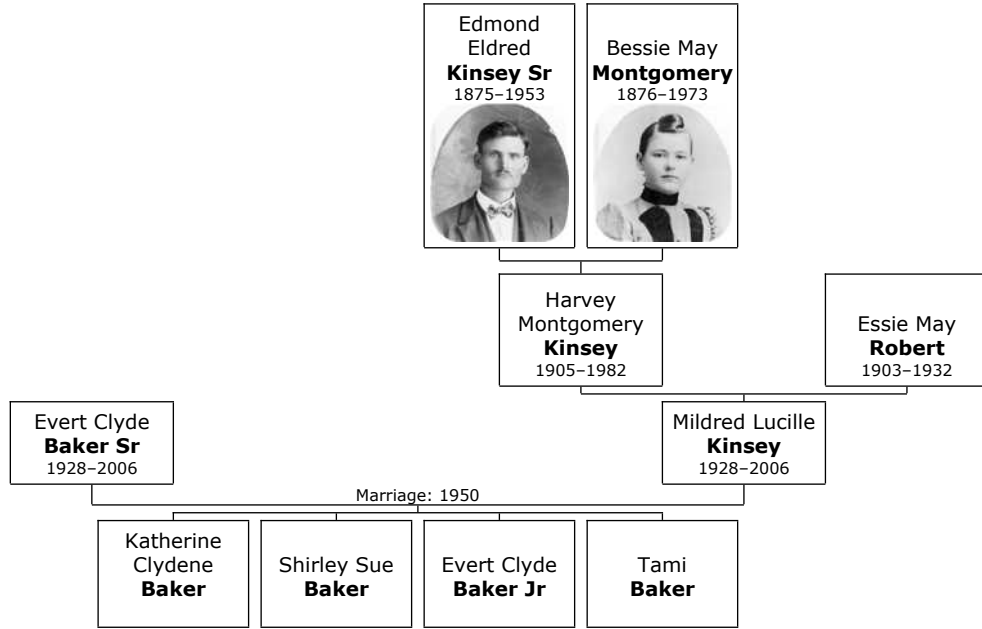 Edmond
Eldred
Kinsey Sr
1875–1953
Bessie May
Montgomery
1876–1973
Harvey
Montgomery
Kinsey
1905–1982
Essie May
Robert
1903–1932
Evert Clyde
Baker Sr
1928–2006
Mildred Lucille
Kinsey
1928–2006
Marriage: 1950
Katherine
Clydene
Baker
Shirley Sue
Baker
Evert Clyde
Baker Jr
Tami
Baker